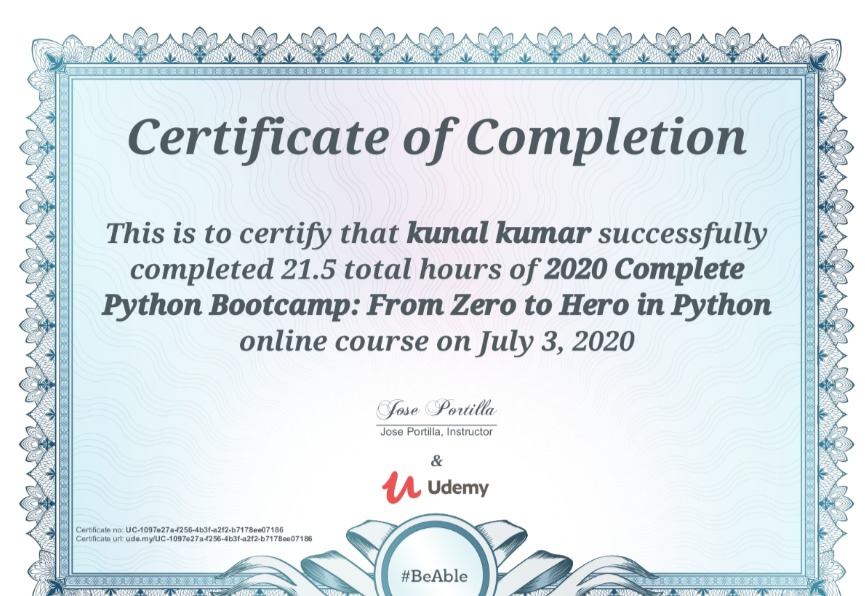 Certificate of Completion
This is to certify that kunal kumar successfully
completed 21.5 total hours of 2020 Complete
Python Bootcamp: From Zero to Hero in Python
online course on July 3, 2020
Jose Portilla
Jose Portilla, Instructor
&
Udemy
Certificate no: UC-1097e27a-f256-4b3f-a2f2-b7178ee07186
Certificate url: ude.my/UC-1097e27a-f256-4b3f-a2f2-b7178ee07186
#BeAble